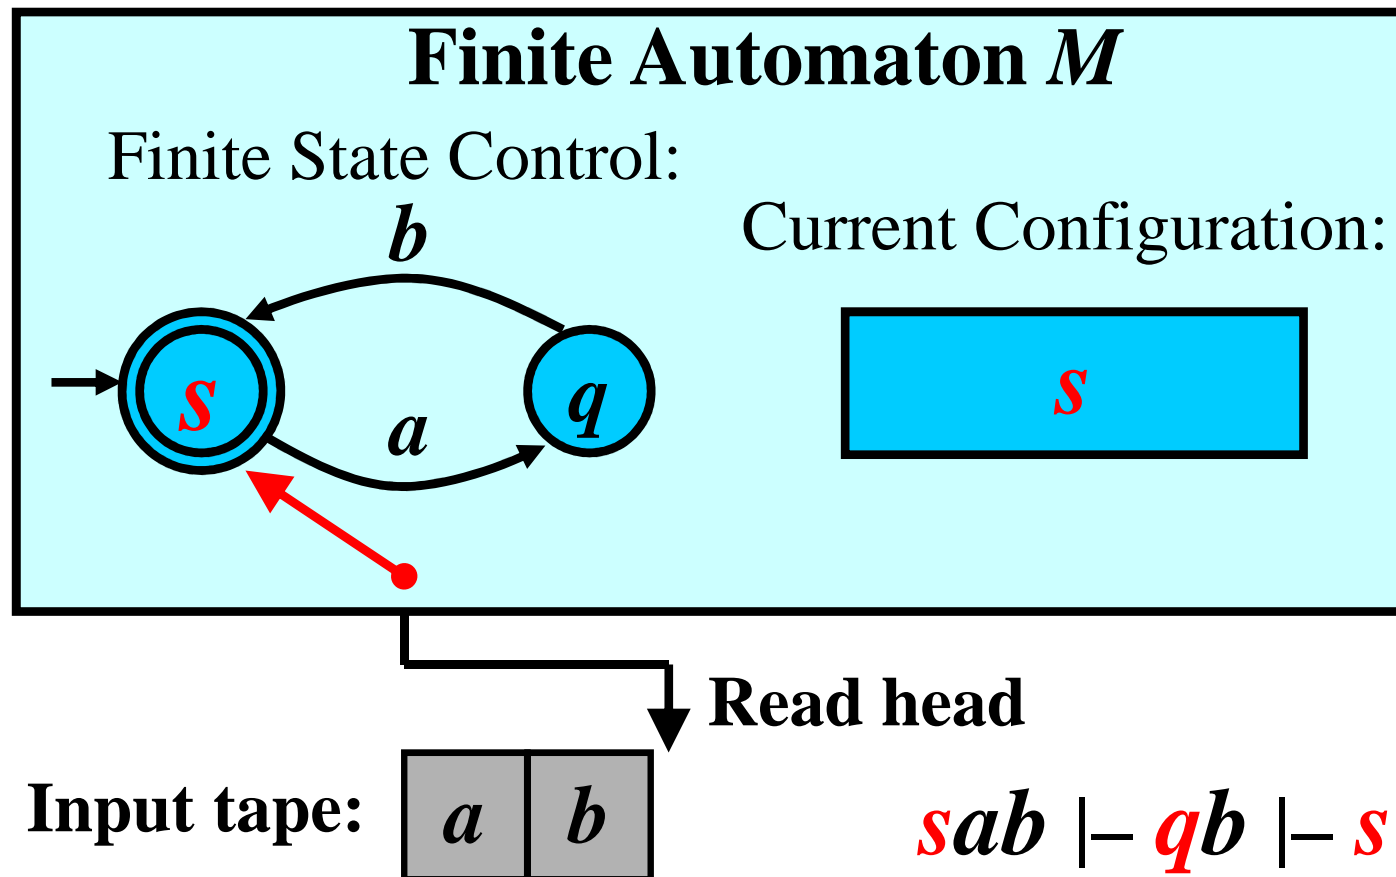 Finite Automaton M
Finite State Control:
Current Configuration:
b
s
a
q
s
Read head
Input tape:
a b
sab |– qb |– s